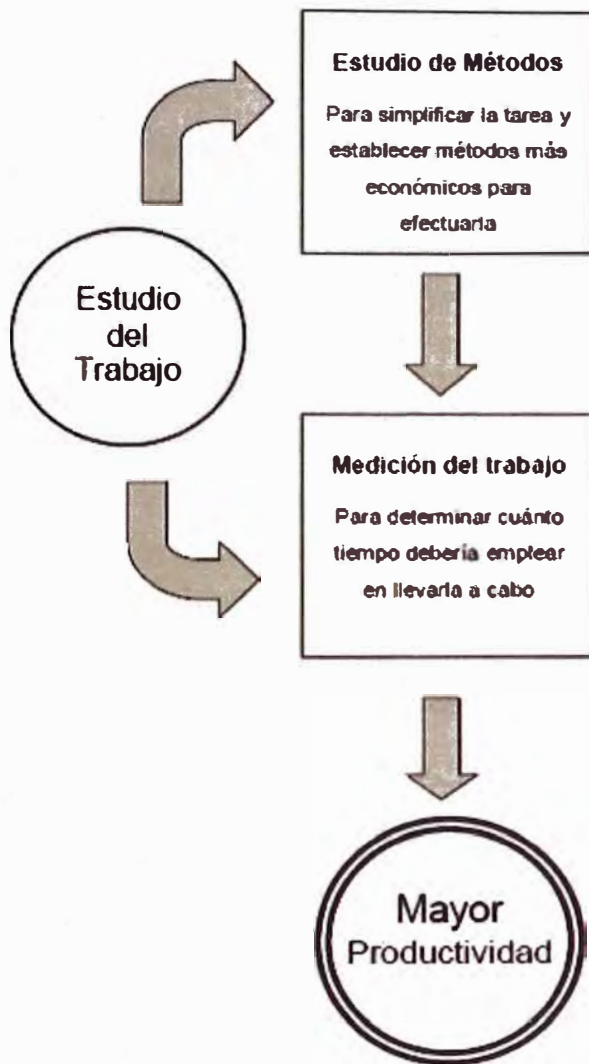 Estudio de Métodos
Para simplificar la tarea y
establecer métodos más
económicos para
efectuarla
Estudio
del
Trabajo
Medición del trabajo
Para determinar cuánto
tiempo debería emplear
en llevarla a cabo
Mayor
Productividad